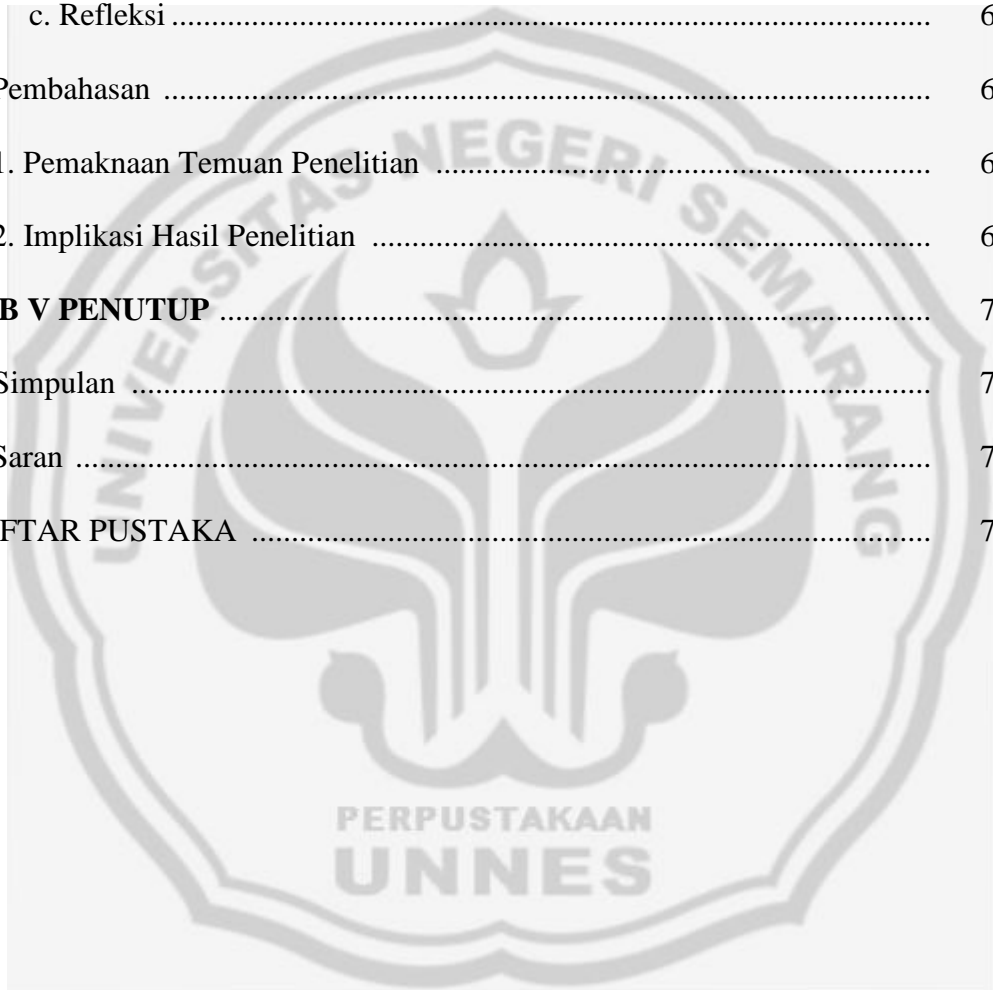 c. Refleksi ........ 6
Pembahasan ........ 6
1. Pemaknaan Temuan Penelitian ........ 6
2. Implikasi Hasil Penelitian ........ 6
B V PENUTUP ........ 7
Simpulan ........ 7
Saran ........ 7
FTAR PUSTAKA ........ 7
UNIVERSITAS NEGERI SEMARANG
PERPUSTAKAAN
UNNES